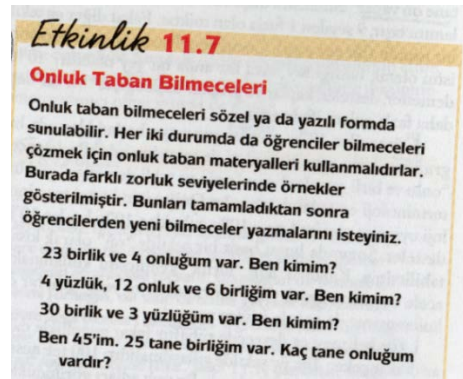 Etkinlik 11.7
Onluk Taban Bilmeceleri
Onluk taban bilmeceleri sözel ya da yazılı formda
sunulabilir. Her iki durumda da öğrenciler bilmeceleri
çözmek için onluk taban materyalleri kullanmalıdırlar.
Burada farklı zorluk seviyelerinde örnekler
gösterilmiştir. Bunları tamamladıktan sonra
öğrencilerden yeni bilmeceler yazmalarını isteyiniz.
23 birlik ve 4 onluğum var. Ben kimim?
4 yüzlük, 12 onluk ve 6 birliğim var. Ben kimim?
30 birlik ve 3 yüzlüğüm var. Ben kimim?
Ben 45'im. 25 tane birliğim var. Kaç tane onluğum
vardır?